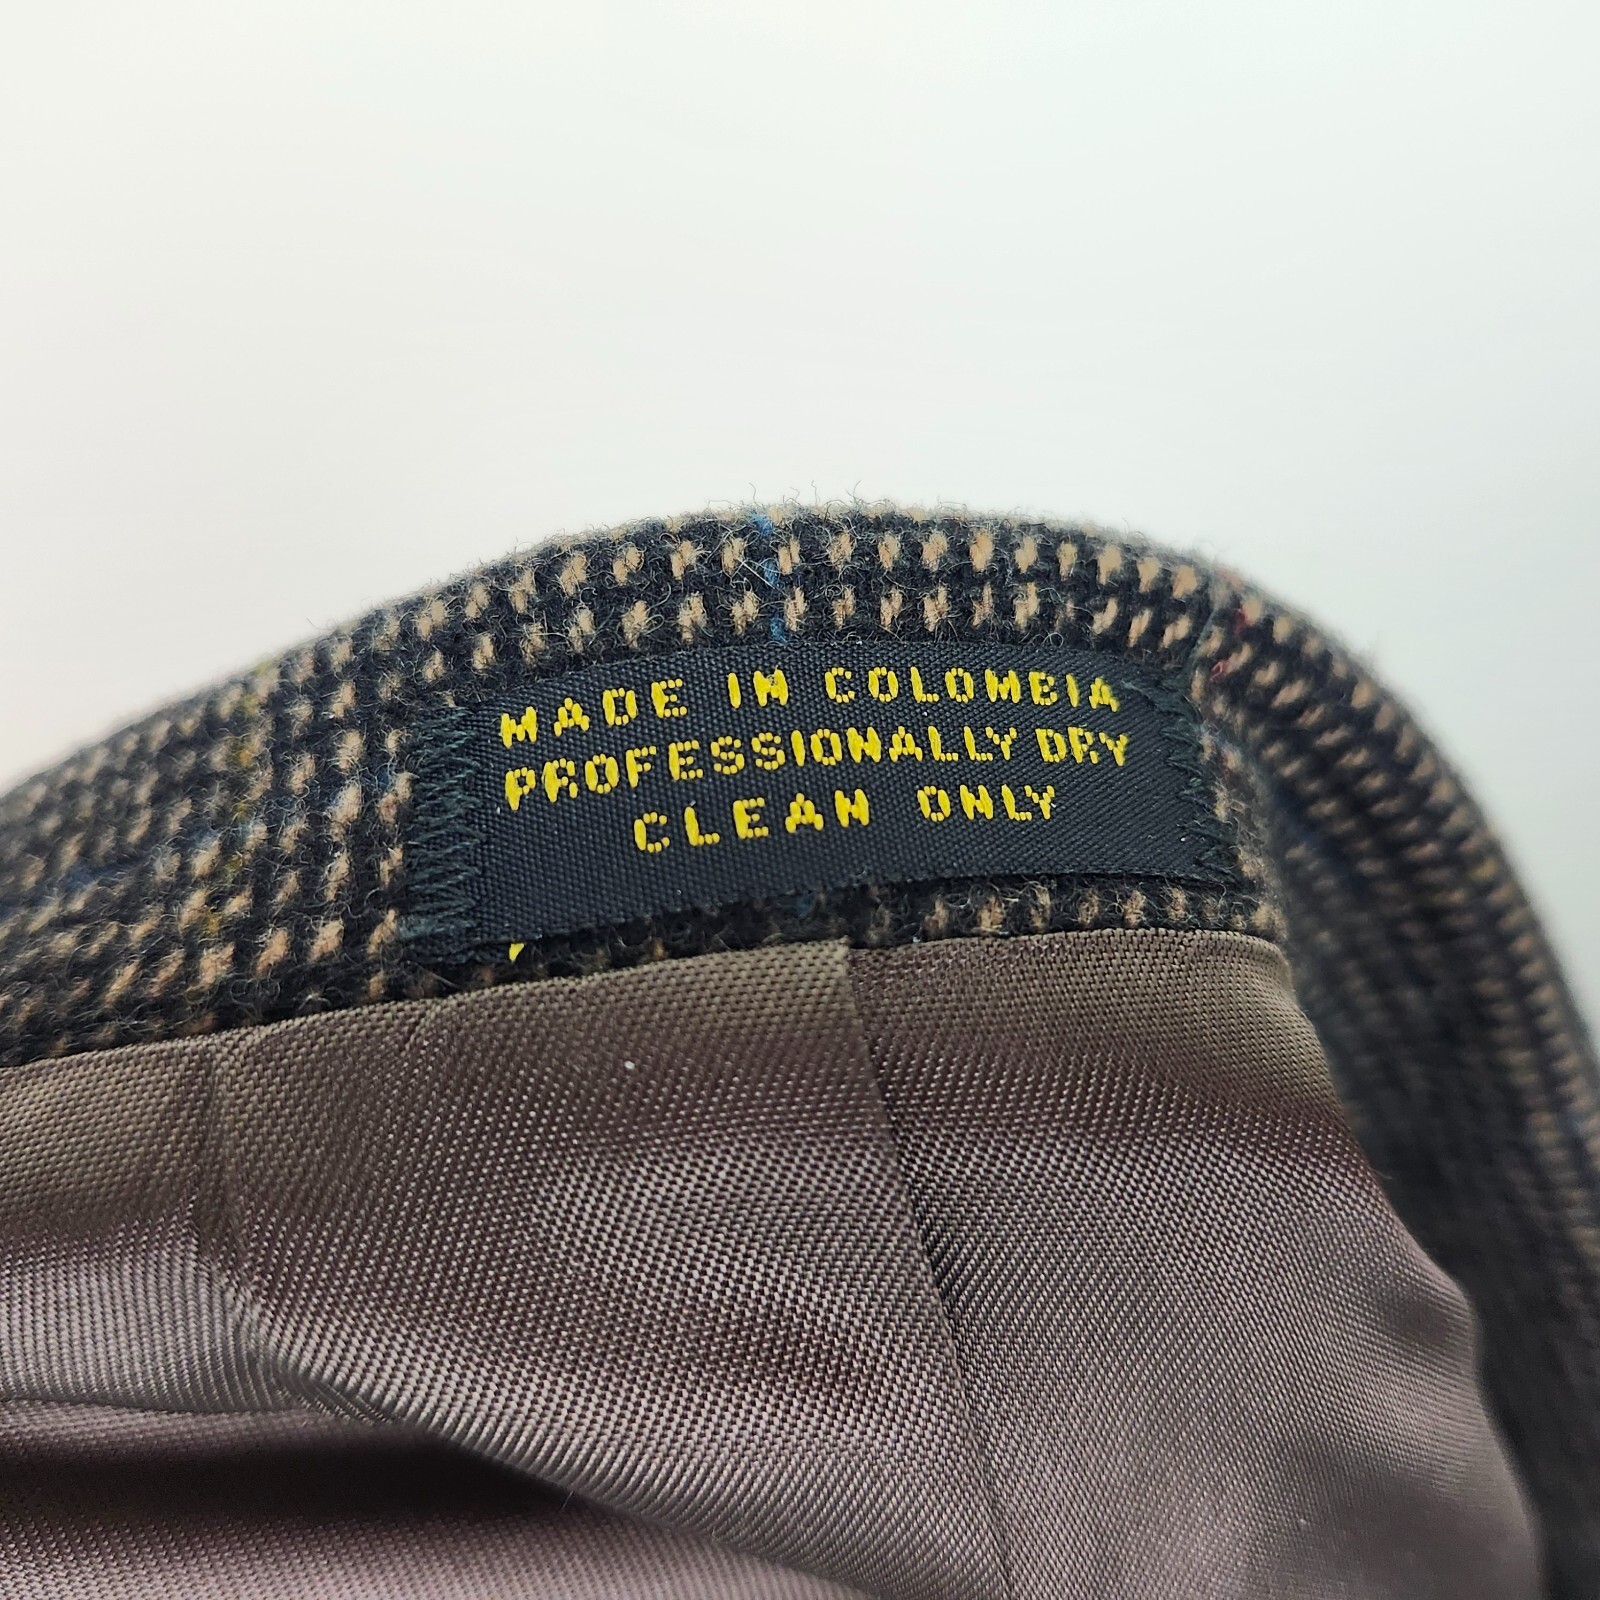 MADE IN COLOMBIA
PROFESSIONALLY DRY
CLEAN ONLY